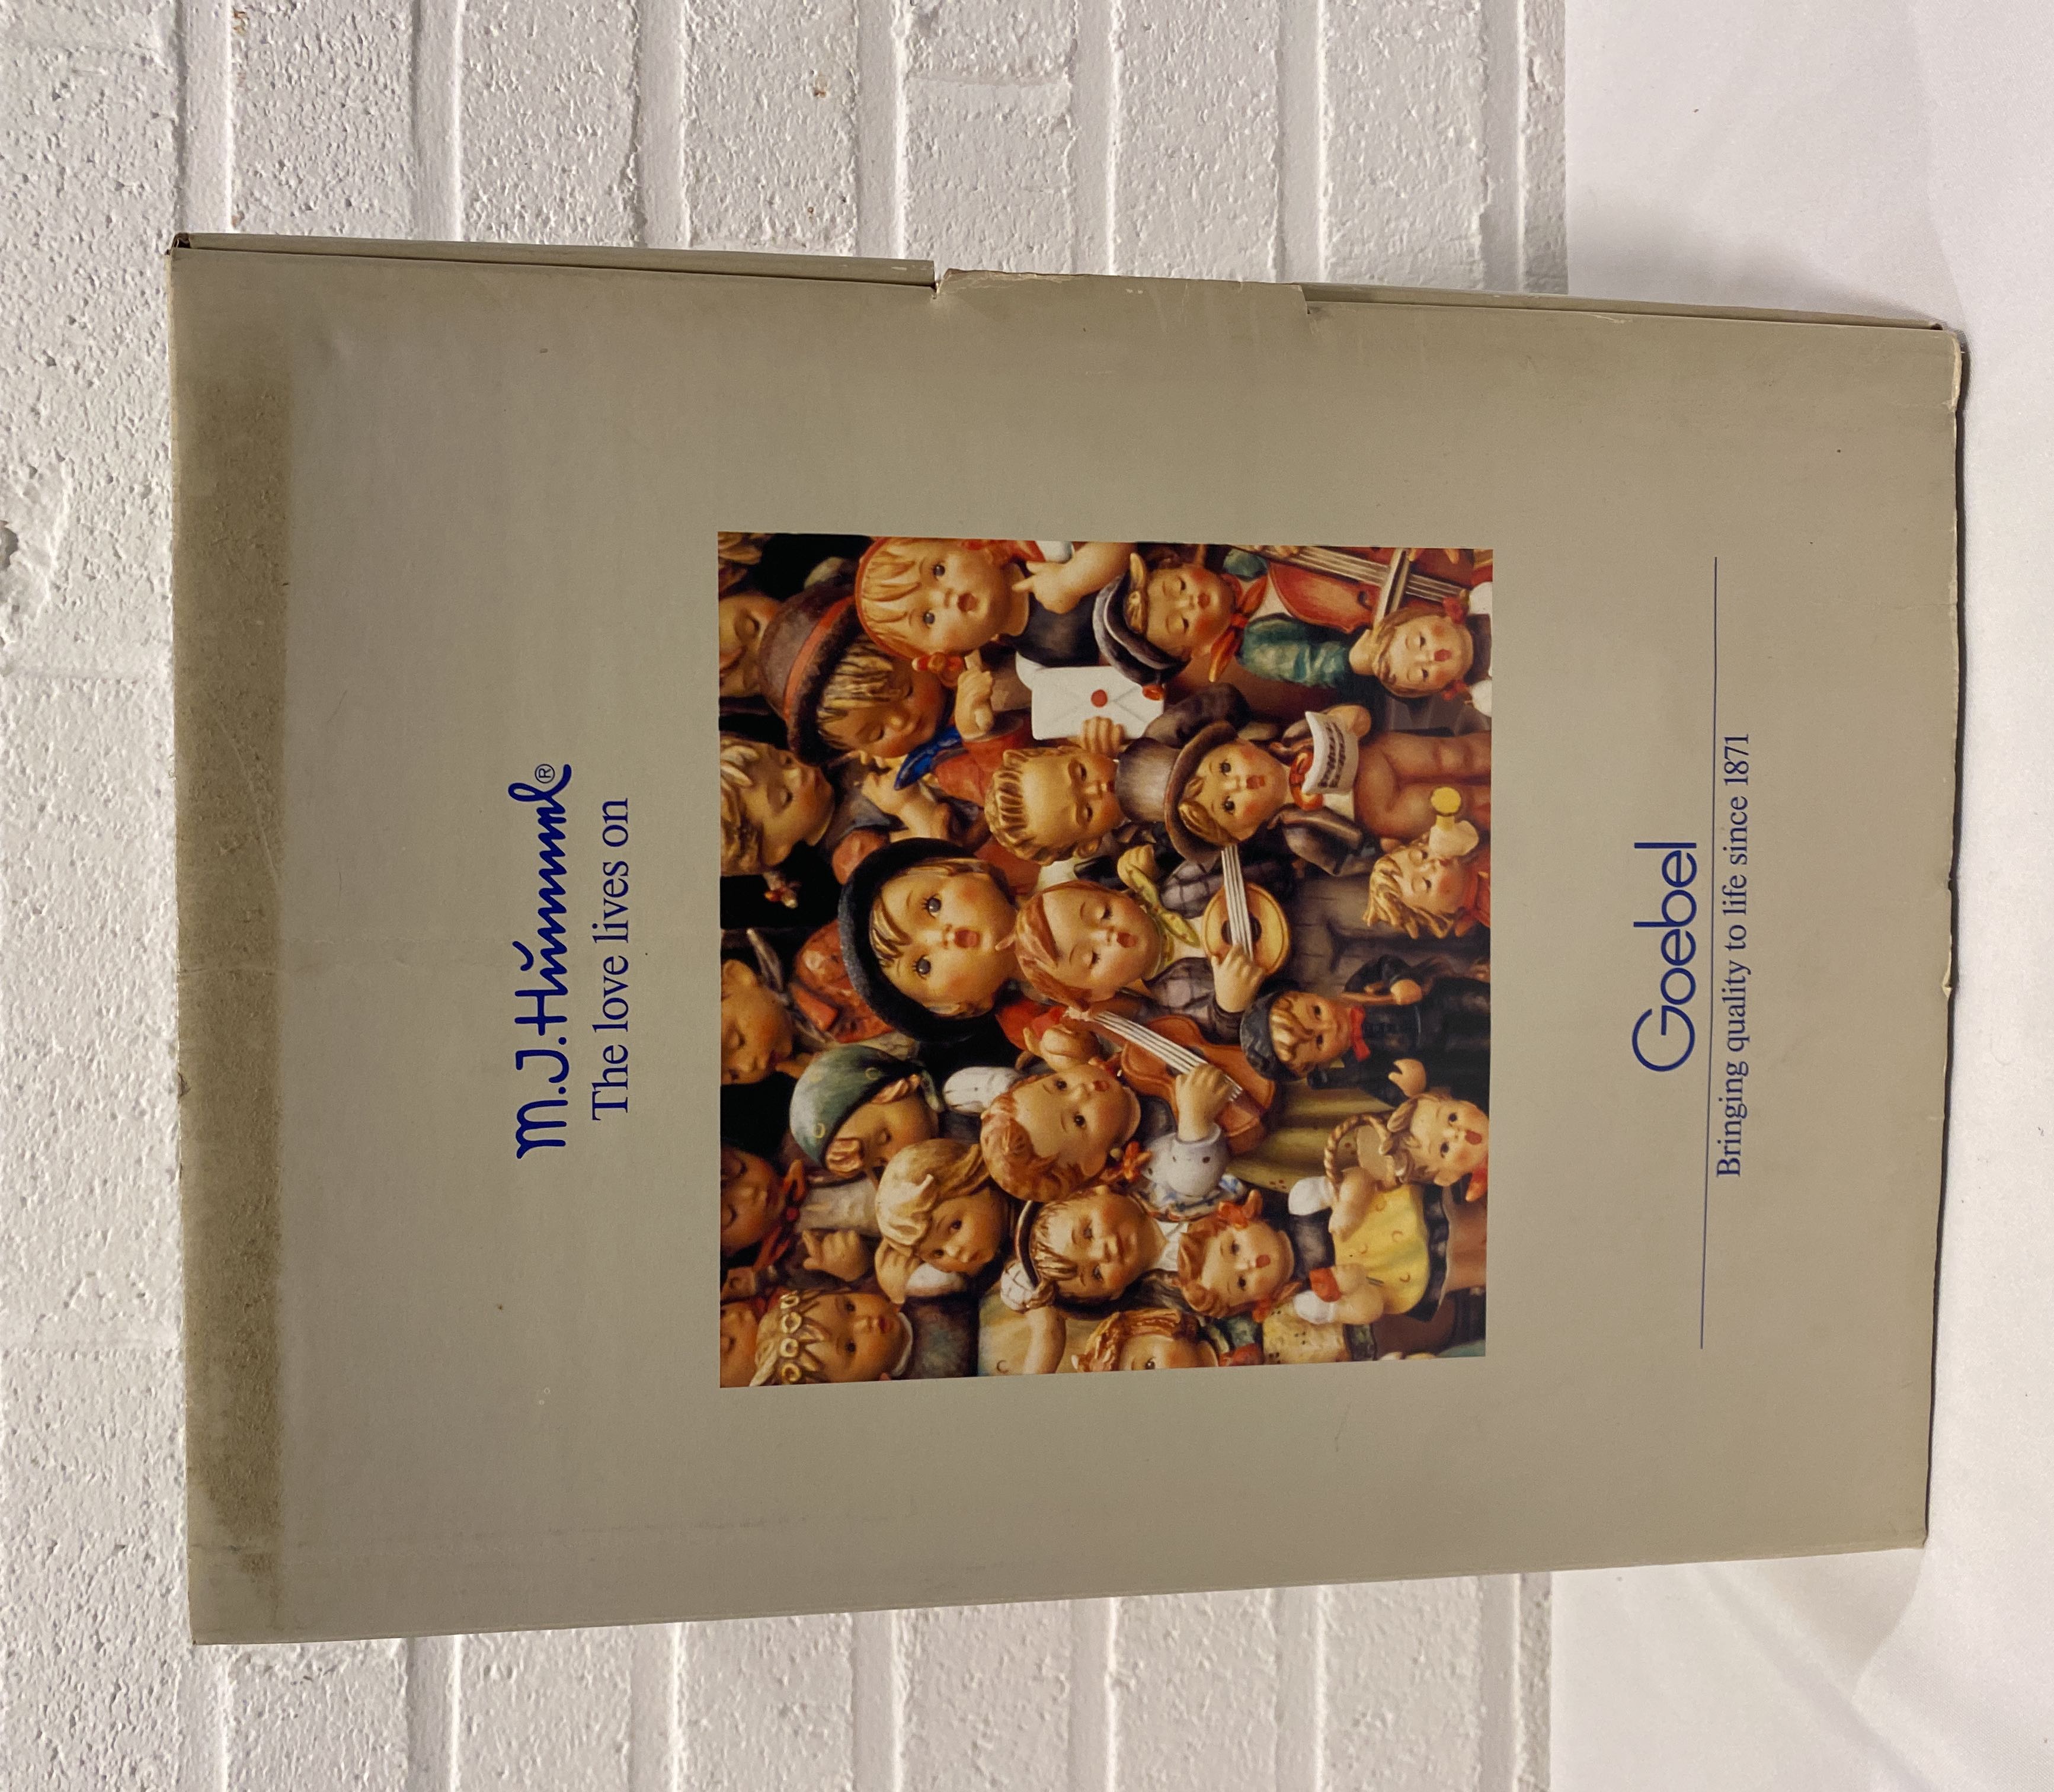 M.J. Hummel®
The love lives on
Goebel
Bringing quality to life since 1871